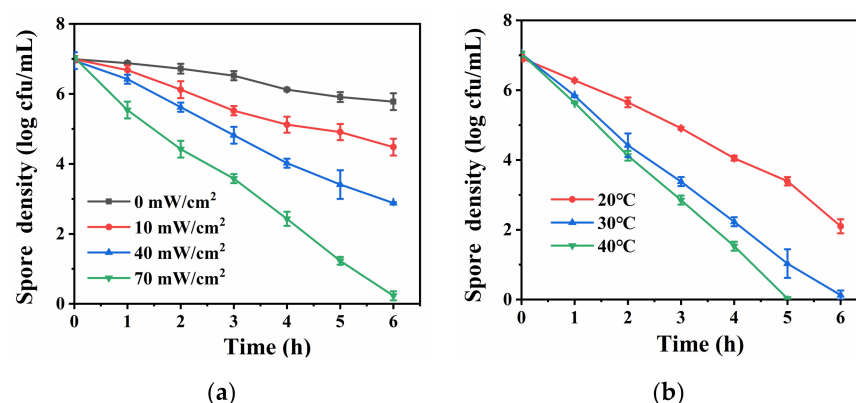 Spore density (log cfu/mL)
8
6
4
2
0
0 mW/cm²
10 mW/cm²
40 mW/cm²
70 mW/cm²
0 1 2 3 4 5 6
Time (h)
(a)
Spore density (log cfu/mL)
8
6
4
2
0
20°C
30°C
40°C
0 1 2 3 4 5 6
Time (h)
(b)